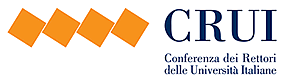 CRUI
Conferenza dei Rettori
delle Università Italiane